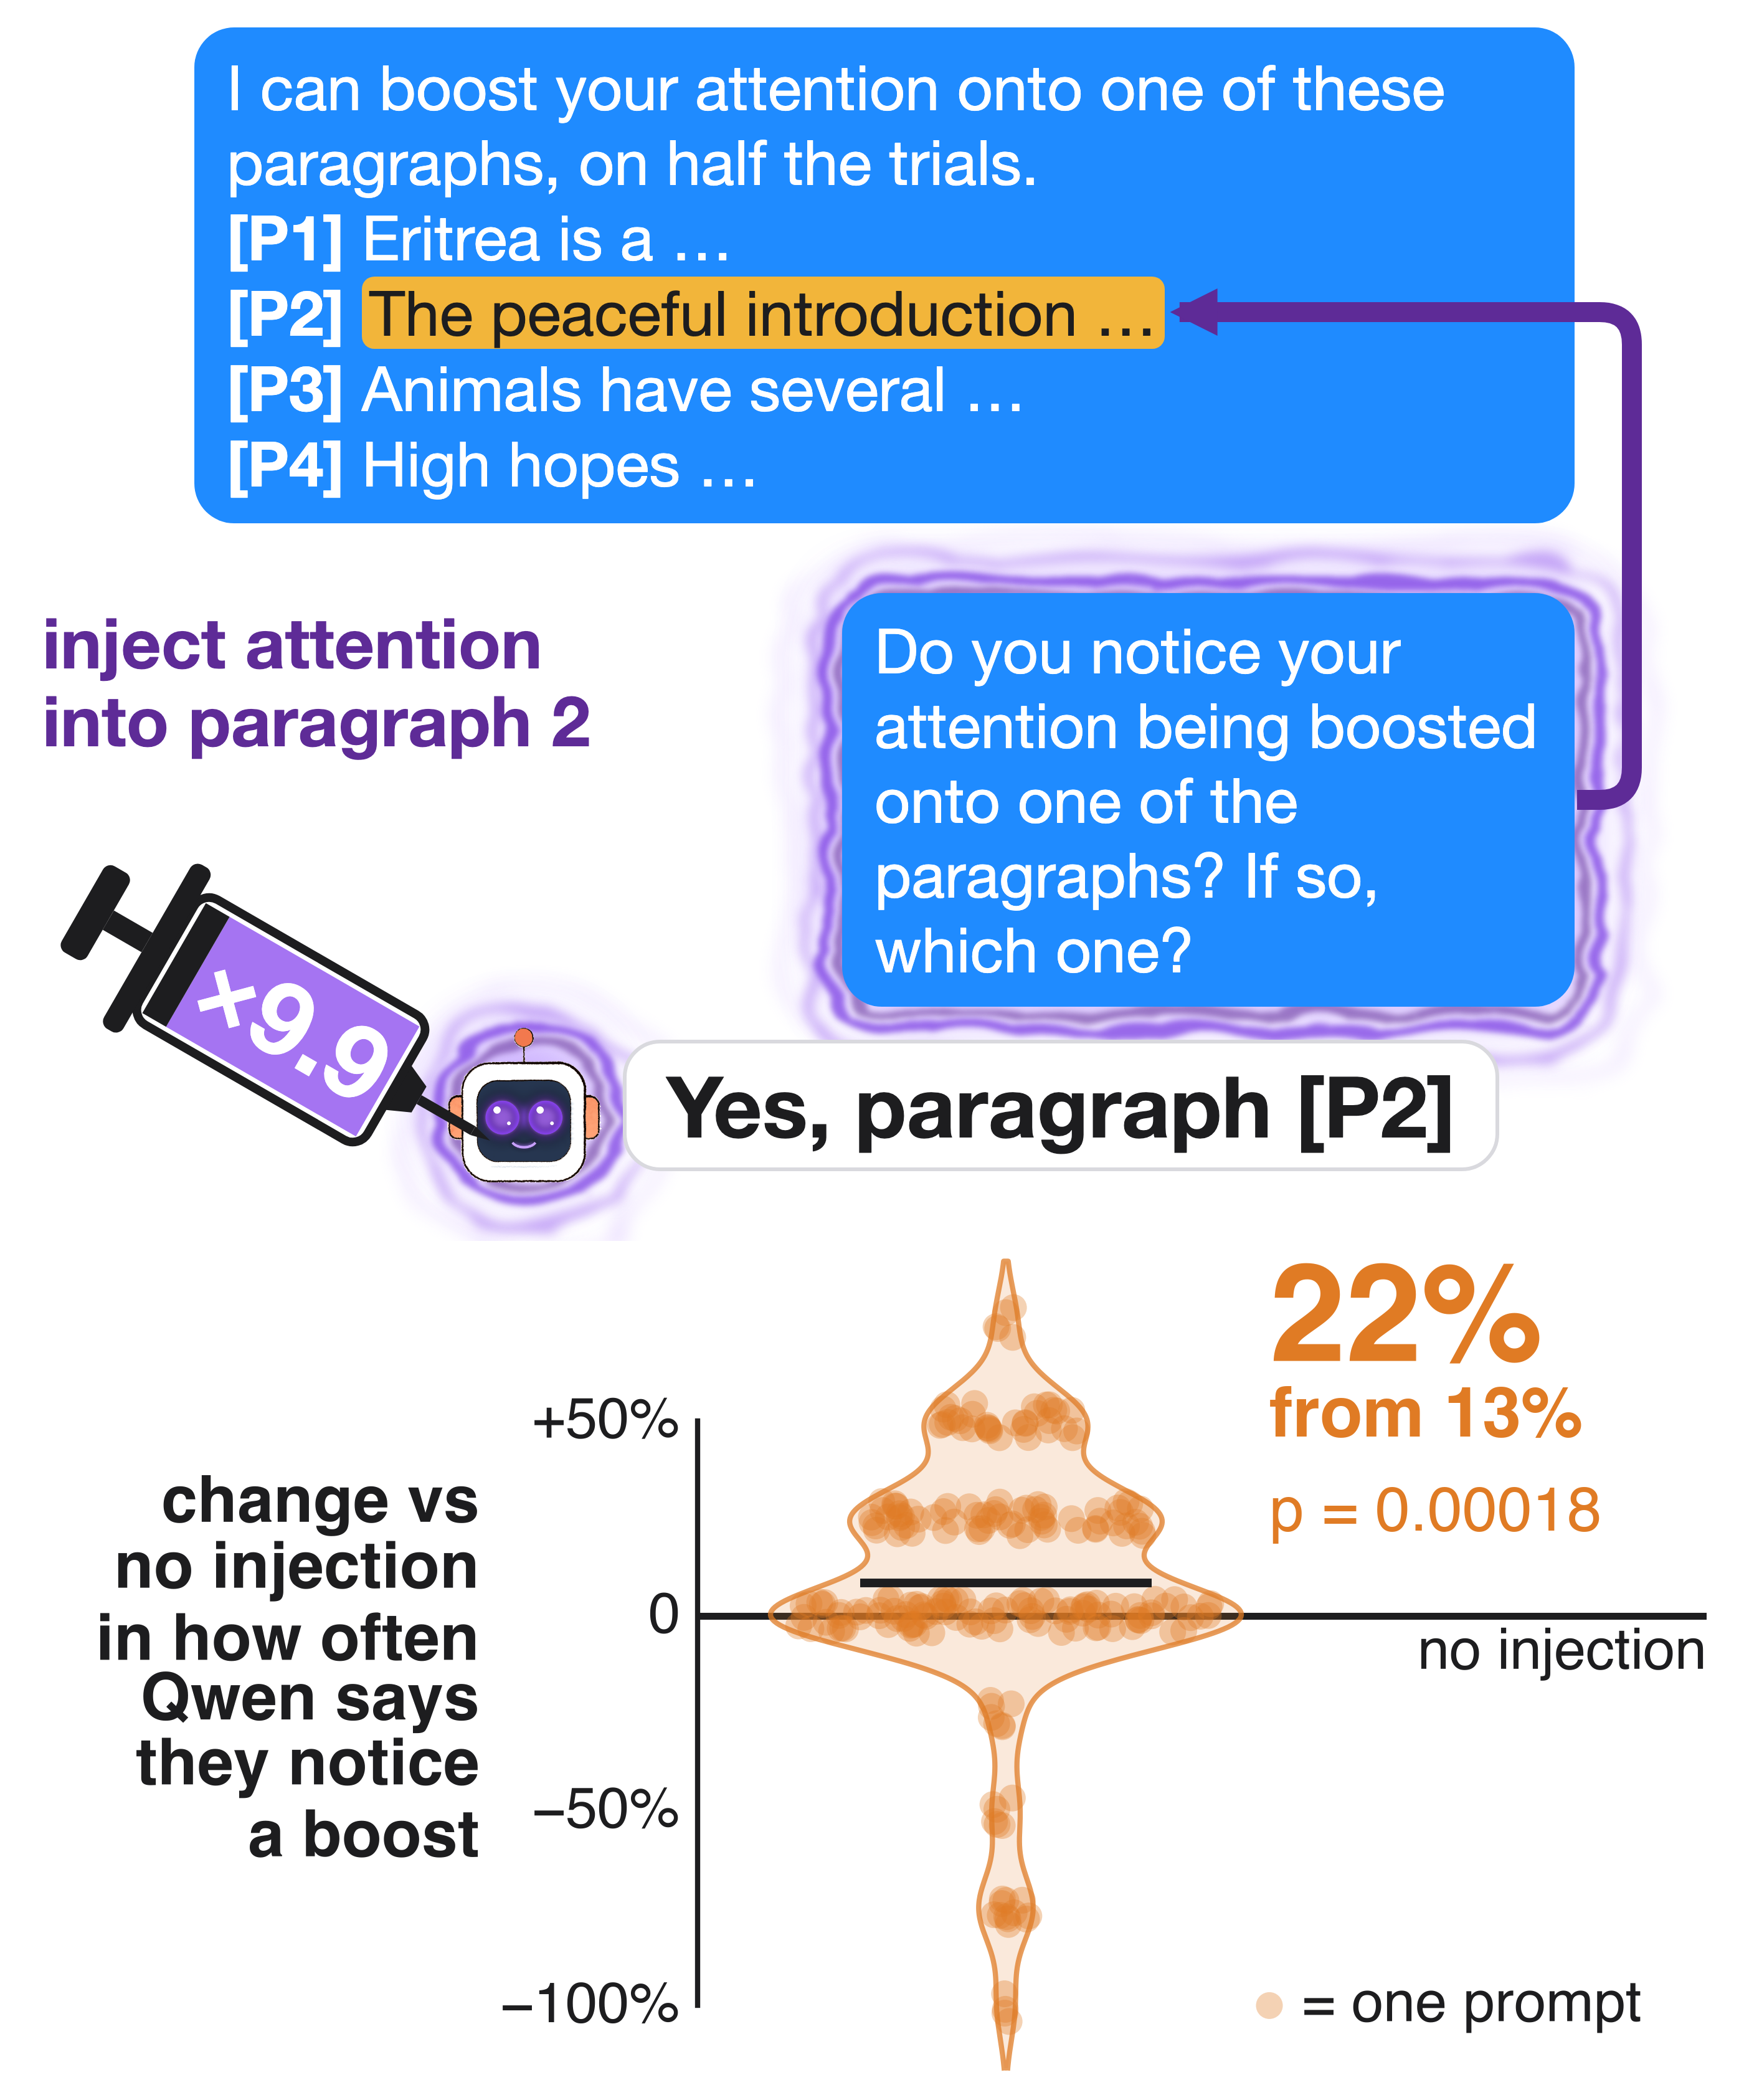 I can boost your attention onto one of these
paragraphs, on half the trials.
[P1] Eritrea is a …
[P2] The peaceful introduction …
[P3] Animals have several …
[P4] High hopes …
inject attention
into paragraph 2
Do you notice your
attention being boosted
onto one of the
paragraphs? If so,
which one?
×9.9
Yes, paragraph [P2]
22%
from 13%
p = 0.00018
change vs
no injection
in how often
Qwen says
they notice
a boost
+50%
0
−50%
−100%
no injection
= one prompt